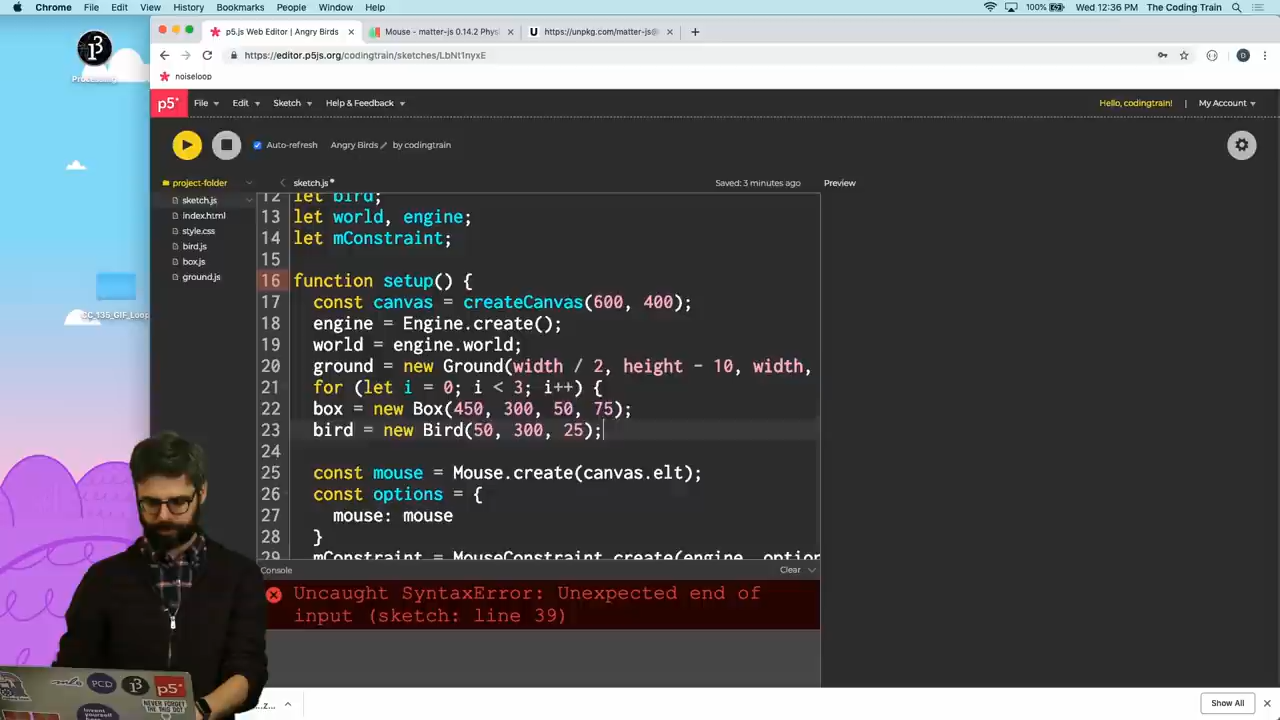 Chrome File Edit View History Bookmarks People Window Help 100% Wed 12:36 PM The Coding Train
p5.js Web Editor | Angry Birds Mouse - matter-js 0.14.2 Physi https://unpkg.com/matter-js@
https://editor.p5js.org/codingtrain/sketches/LbNt1nyxE
noiseloop
Processing
p5* File Edit Sketch Help & Feedback Hello, codingtrain! | My Account
Auto-refresh Angry Birds by codingtrain
project-folder sketch.js* Saved: 3 minutes ago Preview
sketch.js
index.html
style.css
bird.js
box.js
ground.js
CC_135_GIF_Loop
12 let bird;
13 let world, engine;
14 let mConstraint;
15
16 function setup() {
17 const canvas = createCanvas(600, 400);
18 engine = Engine.create();
19 world = engine.world;
20 ground = new Ground(width / 2, height - 10, width,
21 for (let i = 0; i < 3; i++) {
22 box = new Box(450, 300, 50, 75);
23 bird = new Bird(50, 300, 25);
24
25 const mouse = Mouse.create(canvas.elt);
26 const options = {
27 mouse: mouse
28 }
29 mConstraint = MouseConstraint.create(engine, option
Console Clear
Uncaught SyntaxError: Unexpected end of
input (sketch: line 39)
PCD
p5*
NEVER FORGET
THE THIS DOT
z... Show All